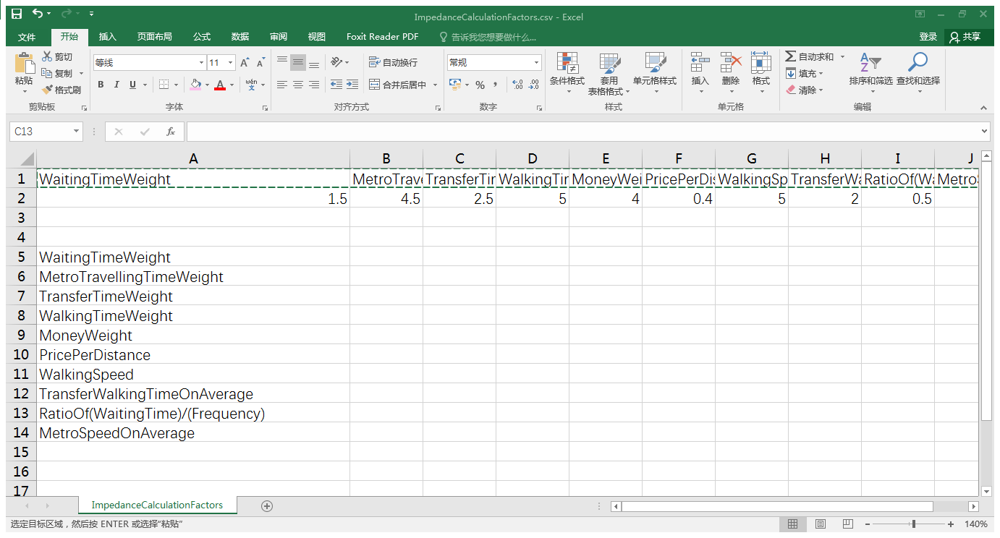 ImpedanceCalculationFactors.csv - Excel
文件 开始 插入 页面布局 公式 数据 审阅 视图 Foxit Reader PDF 告诉我您想要做什么... 登录 共享
粘贴 剪切 复制 格式刷 剪贴板
等线 11 A A B I U A wén 文 字体
自动换行 合并后居中 对齐方式
常规 % , .00 数字
条件格式 套用 表格格式 单元格样式 样式
插入 删除 格式 单元格
自动求和 填充 清除 排序和筛选 查找和选择 编辑
C13 fx
A B C D E F G H I J
1 WaitingTimeWeight MetroTrave TransferTir WalkingTir MoneyWei PricePerDis WalkingSp TransferWa RatioOf(Wa MetroS
2 1.5 4.5 2.5 5 4 0.4 5 2 0.5
3
4
5 WaitingTimeWeight
6 MetroTravellingTimeWeight
7 TransferTimeWeight
8 WalkingTimeWeight
9 MoneyWeight
10 PricePerDistance
11 WalkingSpeed
12 TransferWalkingTimeOnAverage
13 RatioOf(WaitingTime)/(Frequency)
14 MetroSpeedOnAverage
15
16
17
ImpedanceCalculationFactors
选定目标区域，然后按 ENTER 或选择"粘贴" 140%